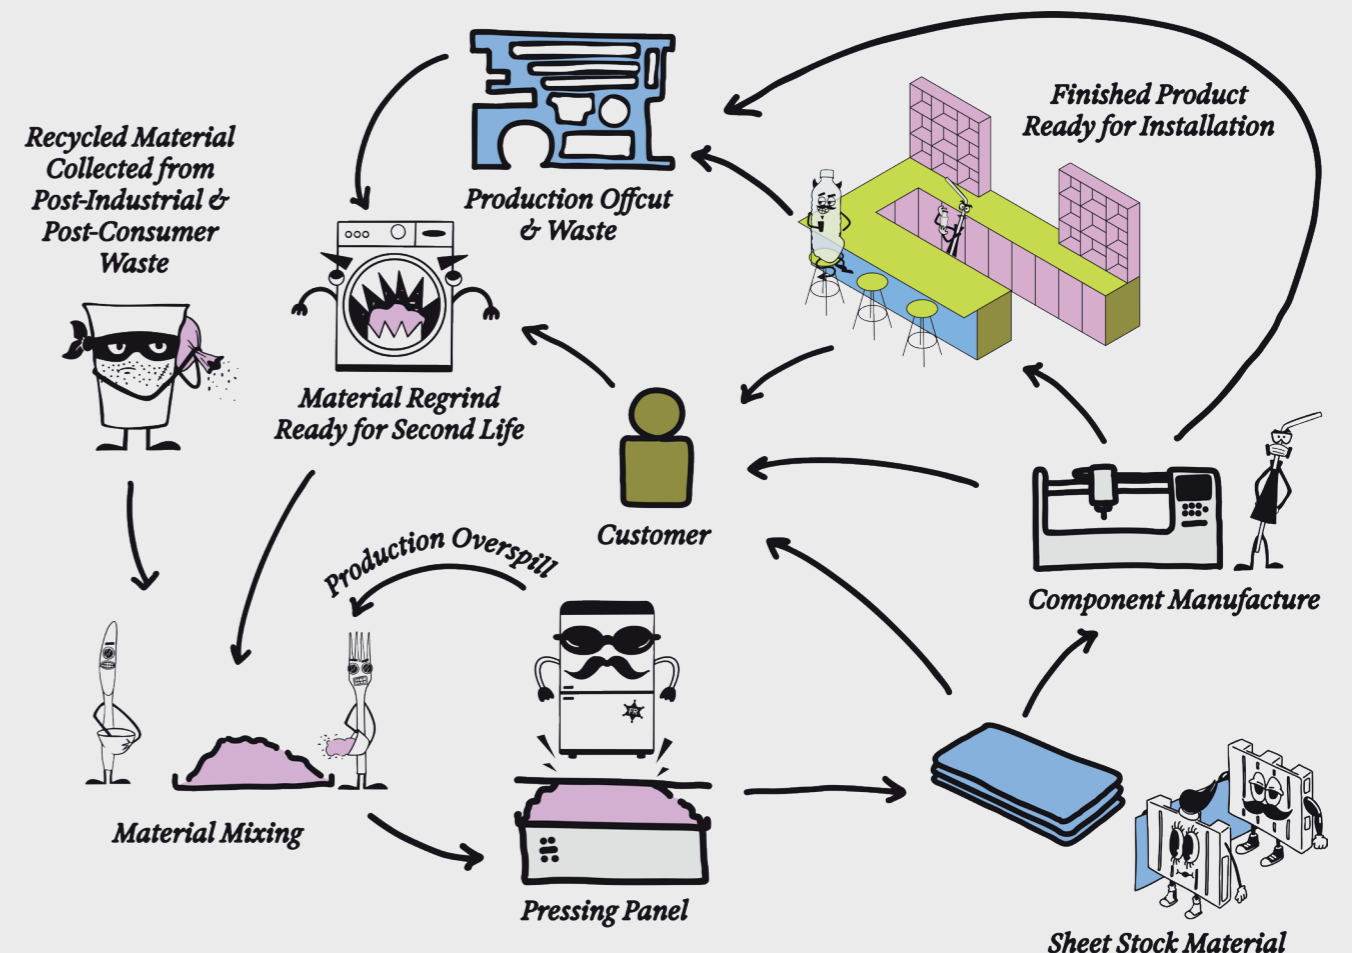 Finished Product
Ready for Installation
Recycled Material
Collected from
Post-Industrial &
Post-Consumer
Waste
Production Offcut
& Waste
Material Regrind
Ready for Second Life
Customer
Production Overspill
Component Manufacture
Material Mixing
Pressing Panel
Sheet Stock Material